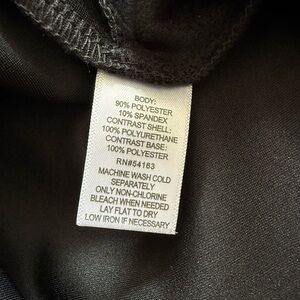 BODY:
90% POLYESTER
10% SPANDEX
CONTRAST SHELL:
100% POLYURETHANE
CONTRAST BASE:
100% POLYESTER
RN#54163
MACHINE WASH COLD
SEPARATELY
ONLY NON-CHLORINE
BLEACH WHEN NEEDED
LAY FLAT TO DRY
LOW IRON IF NECESSARY